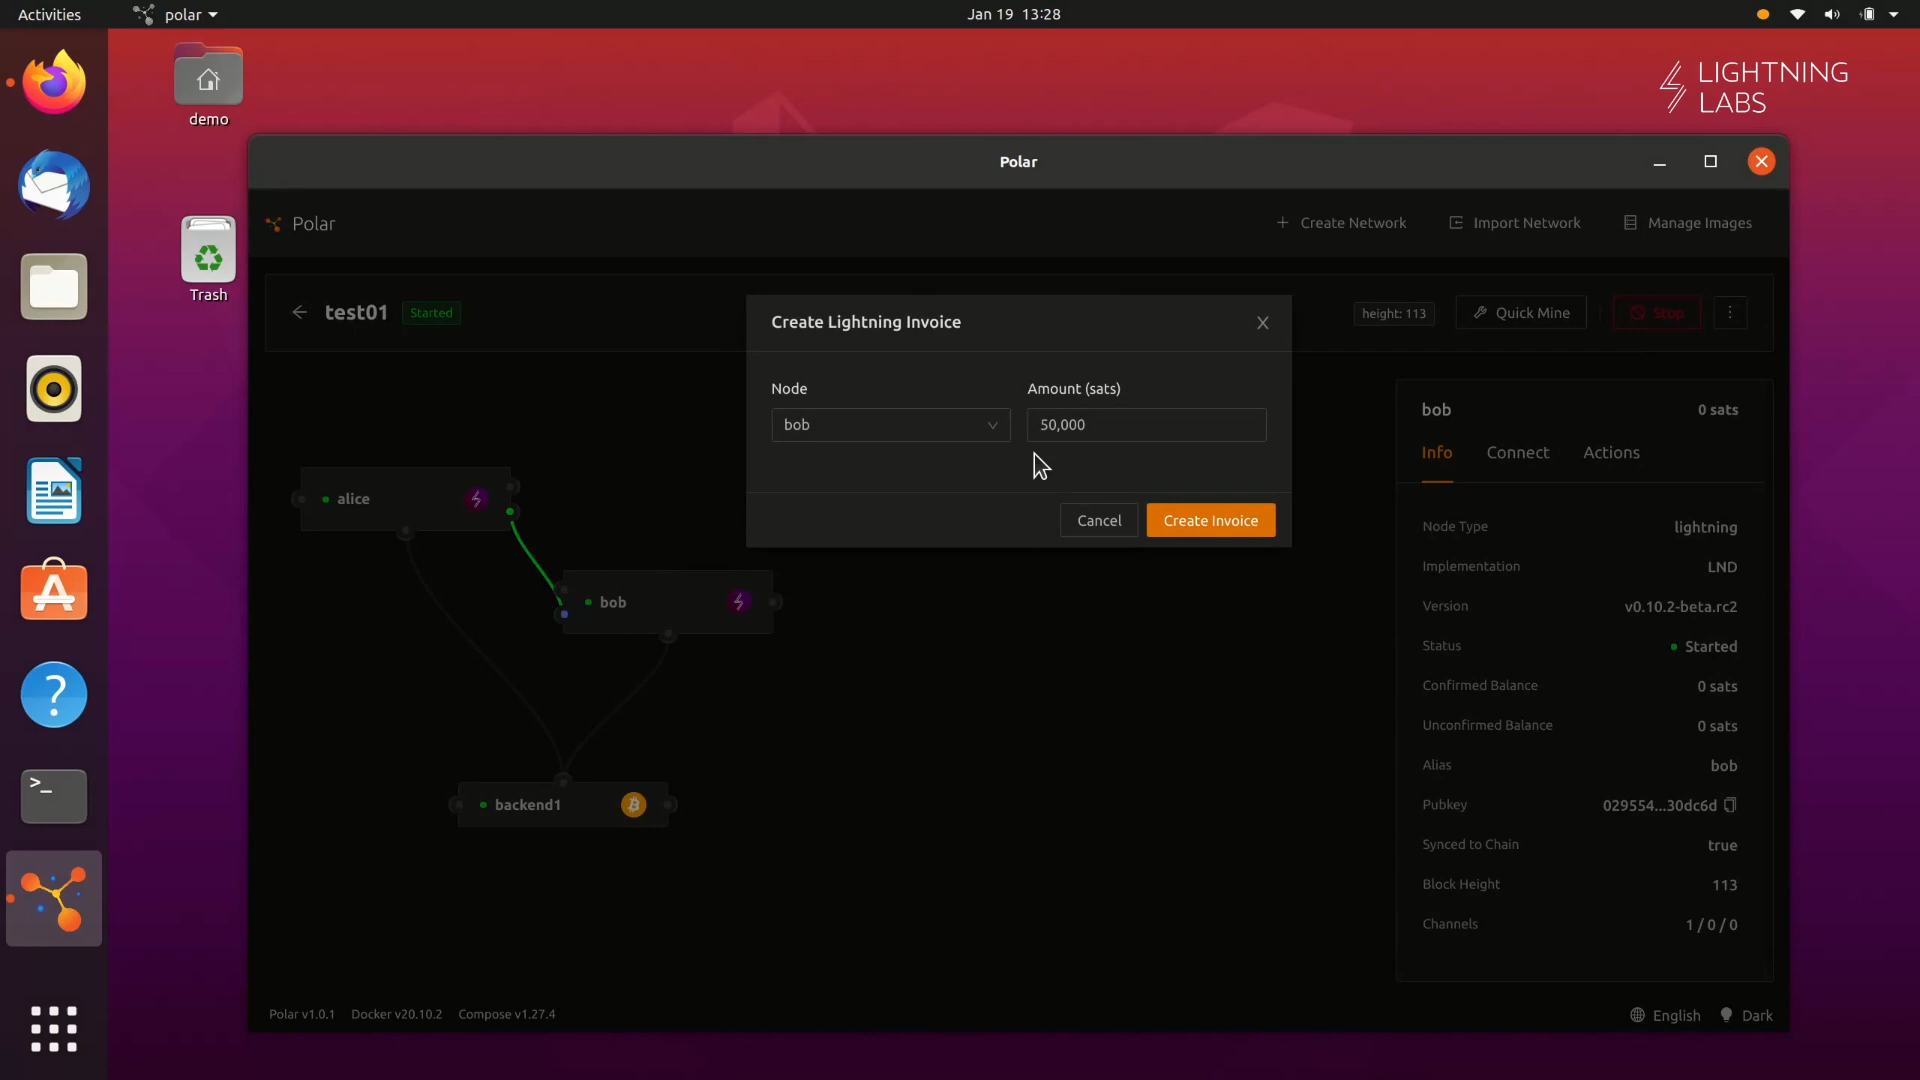 Activities
polar
Jan 19 13:28
LIGHTNING
LABS
demo
Trash
Polar
Polar
Create Network
Import Network
Manage Images
test01
Started
height: 113
Quick Mine
Stop
Create Lightning Invoice
Node
Amount (sats)
bob
50,000
Cancel
Create Invoice
alice
bob
backend1
bob
0 sats
Info
Connect
Actions
Node Type
lightning
Implementation
LND
Version
v0.10.2-beta.rc2
Status
Started
Confirmed Balance
0 sats
Unconfirmed Balance
0 sats
Alias
bob
Pubkey
029554...30dc6d
Synced to Chain
true
Block Height
113
Channels
1 / 0 / 0
Polar v1.0.1
Docker v20.10.2
Compose v1.27.4
English
Dark